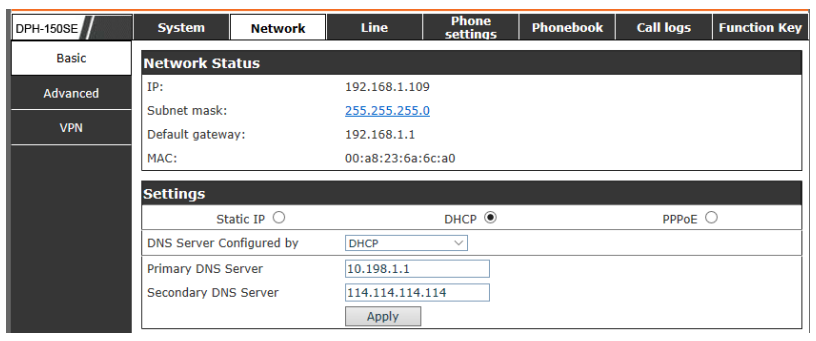 DPH-150SE System Network Line Phone settings Phonebook Call logs Function Key
Basic
Advanced
VPN
Network Status
IP: 192.168.1.109
Subnet mask: 255.255.255.0
Default gateway: 192.168.1.1
MAC: 00:a8:23:6a:6c:a0
Settings
Static IP DHCP PPPoE
DNS Server Configured by DHCP
Primary DNS Server 10.198.1.1
Secondary DNS Server 114.114.114.114
Apply